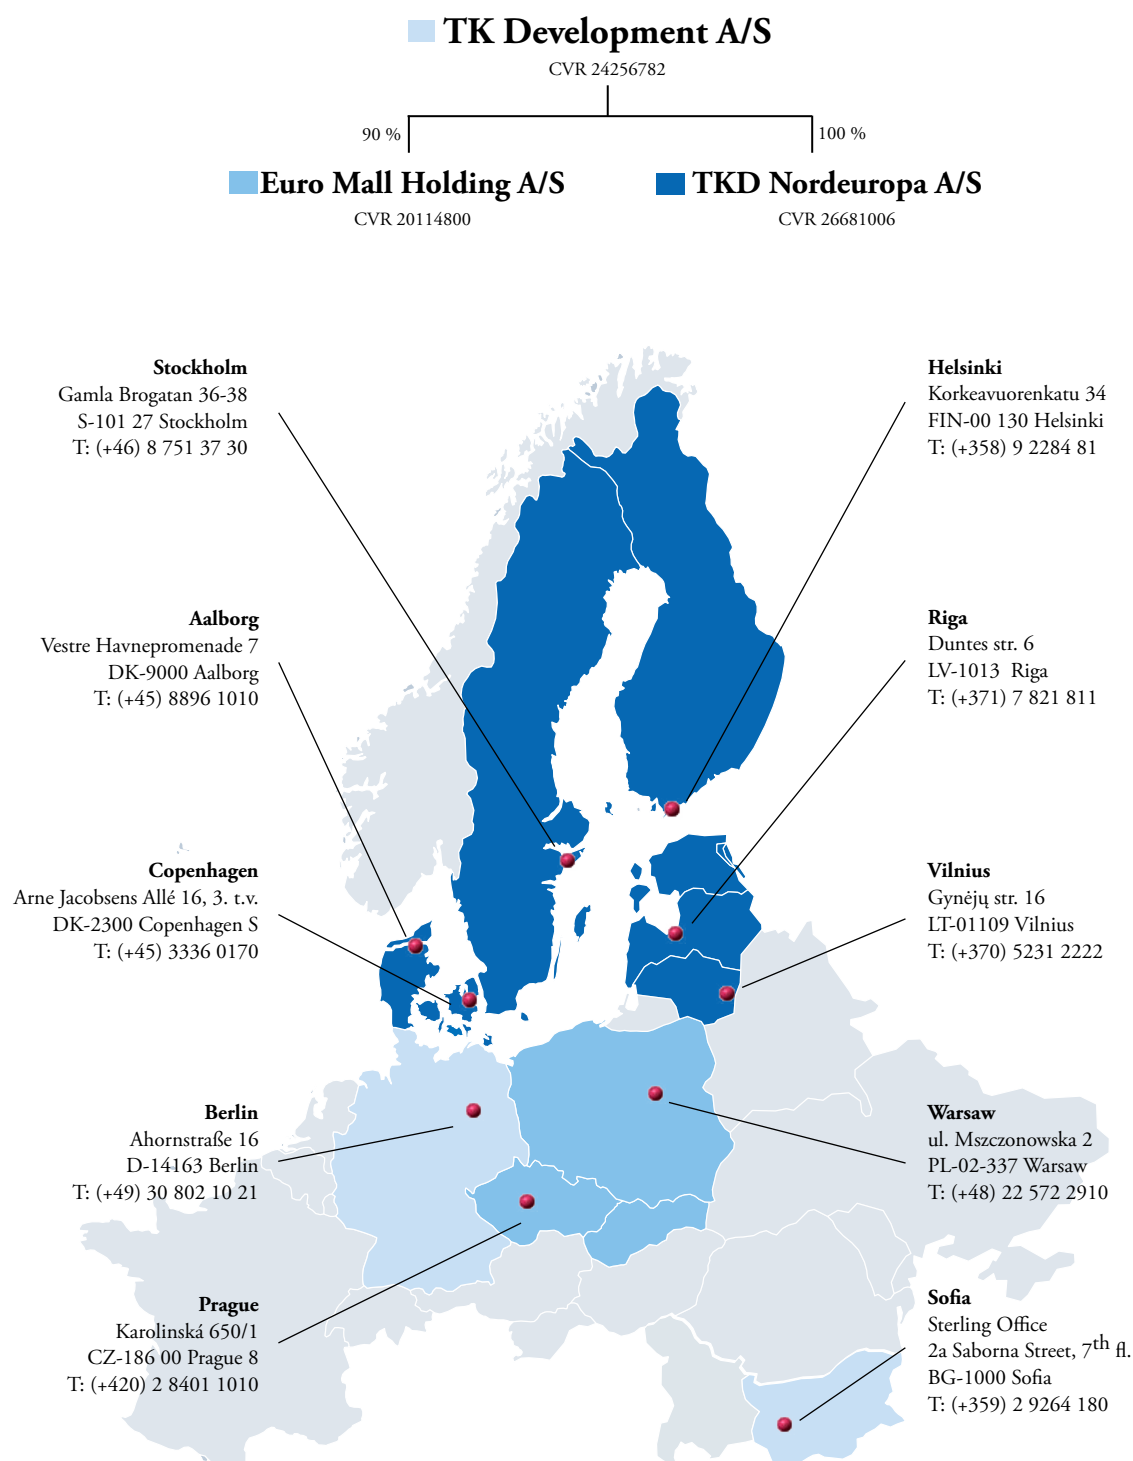 TK Development A/S
CVR 24256782
90 %
100 %
Euro Mall Holding A/S
CVR 20114800
TKD Nordeuropa A/S
CVR 26681006
Stockholm
Gamla Brogatan 36-38
S-101 27 Stockholm
T: (+46) 8 751 37 30
Helsinki
Korkeavuorenkatu 34
FIN-00 130 Helsinki
T: (+358) 9 2284 81
Aalborg
Vestre Havnepromenade 7
DK-9000 Aalborg
T: (+45) 8896 1010
Riga
Duntes str. 6
LV-1013 Riga
T: (+371) 7 821 811
Copenhagen
Arne Jacobsens Allé 16, 3. t.v.
DK-2300 Copenhagen S
T: (+45) 3336 0170
Vilnius
Gynėjų str. 16
LT-01109 Vilnius
T: (+370) 5231 2222
Berlin
Ahornstraße 16
D-14163 Berlin
T: (+49) 30 802 10 21
Warsaw
ul. Mszczonowska 2
PL-02-337 Warsaw
T: (+48) 22 572 2910
Prague
Karolinská 650/1
CZ-186 00 Prague 8
T: (+420) 2 8401 1010
Sofia
Sterling Office
2a Saborna Street, 7th fl.
BG-1000 Sofia
T: (+359) 2 9264 180